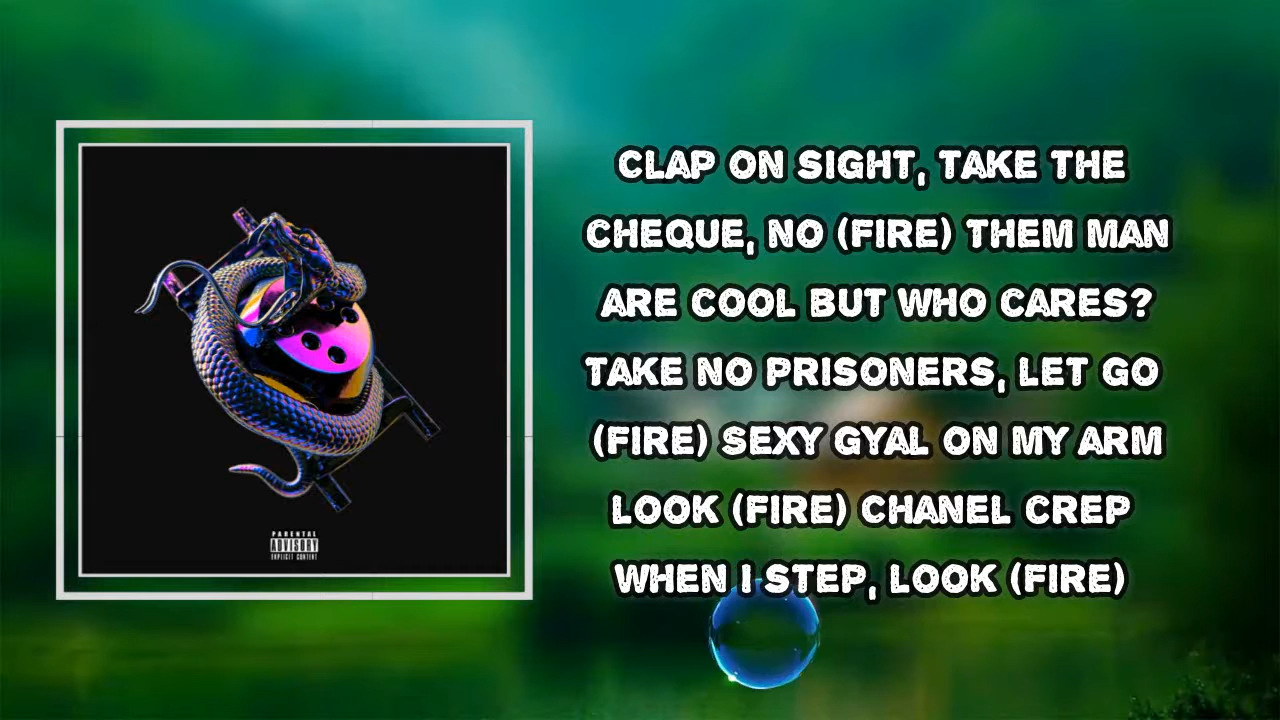 CLAP ON SIGHT, TAKE THE
CHEQUE, NO (FIRE) THEM MAN
ARE COOL BUT WHO CARES?
TAKE NO PRISONERS, LET GO
(FIRE) SEXY GYAL ON MY ARM
LOOK (FIRE) CHANEL CREP
WHEN I STEP, LOOK (FIRE)
PARENTAL
ADVISORY
EXPLICIT CONTENT